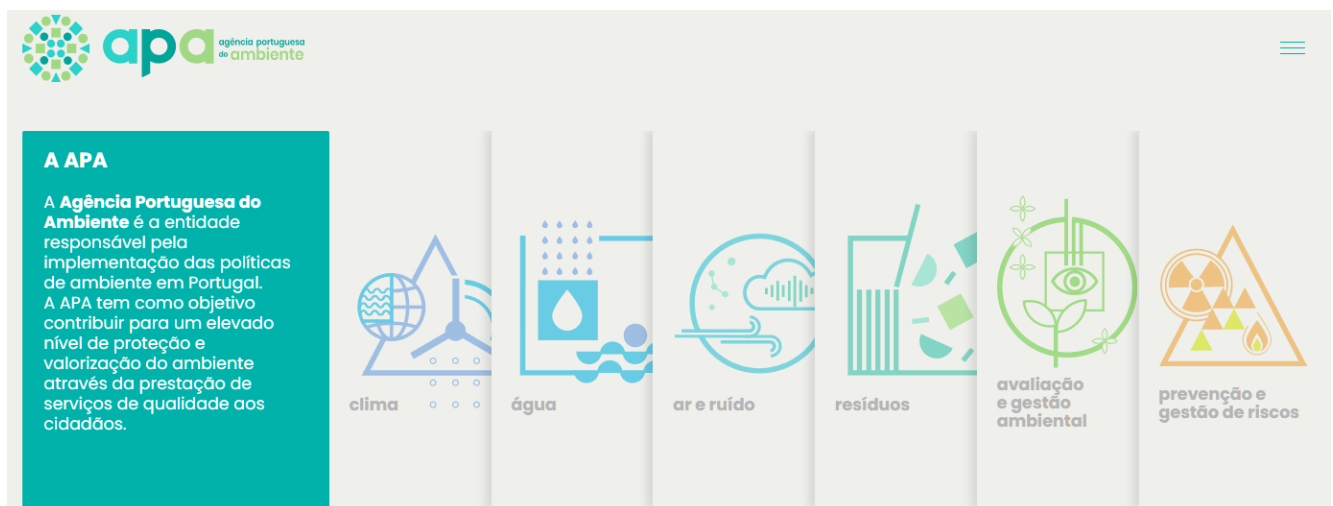 apa
agência portuguesa
do ambiente
A APA
A Agência Portuguesa do
Ambiente é a entidade
responsável pela
implementação das políticas
de ambiente em Portugal.
A APA tem como objetivo
contribuir para um elevado
nível de proteção e
valorização do ambiente
através da prestação de
serviços de qualidade aos
cidadãos.
clima
água
ar e ruído
resíduos
avaliação
e gestão
ambiental
prevenção e
gestão de riscos